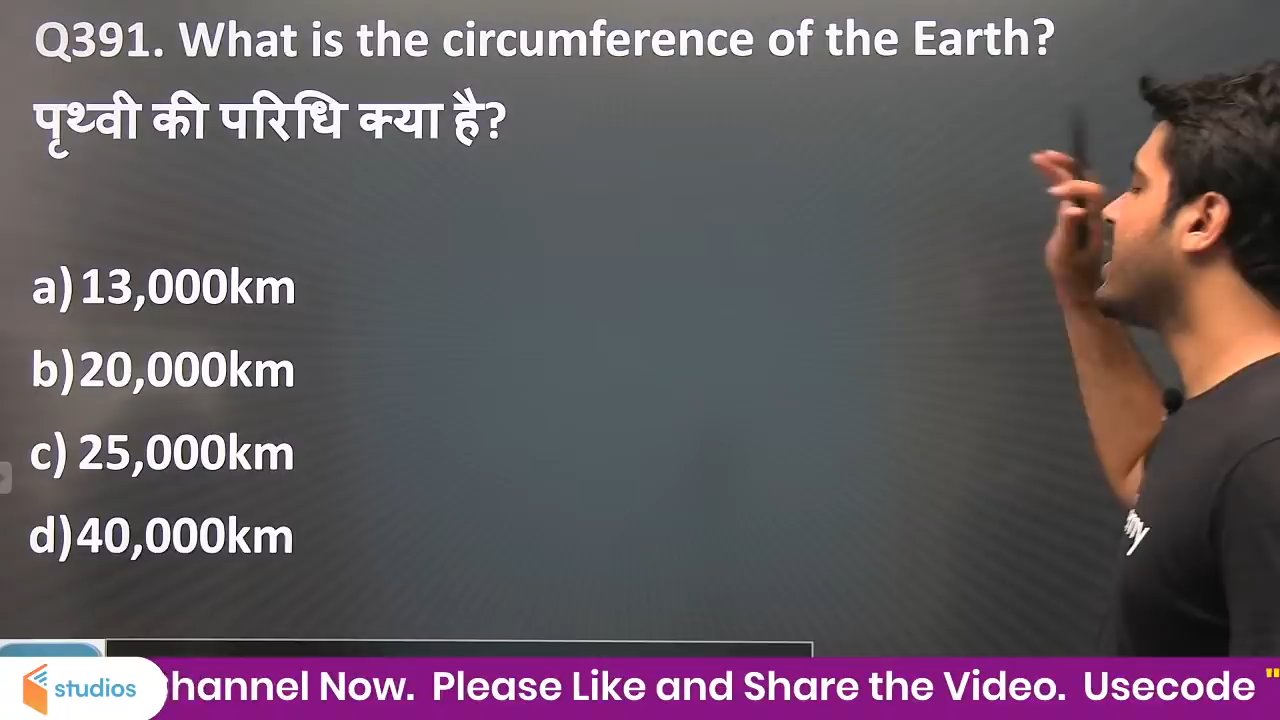 Q391. What is the circumference of the Earth?
पृथ्वी की परिधि क्या है?
a) 13,000km
b) 20,000km
c) 25,000km
d) 40,000km
studios
hannel Now. Please Like and Share the Video. Usecode "